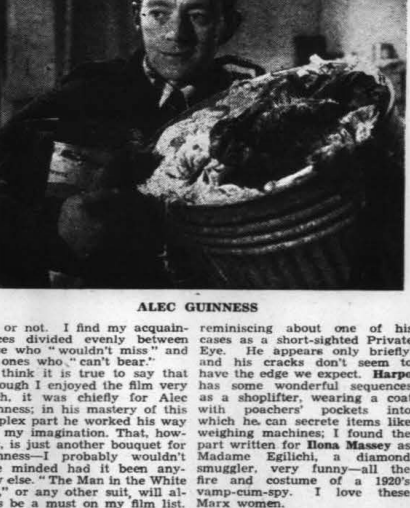 ALEC GUINNESS
or not. I find my acquain-
ces divided evenly between
e who "wouldn't miss" and
ones who "can't bear."
think it is true to say that
ough I enjoyed the film very
h, it was chiefly for Alec
nness; in his mastery of this
plex part he worked his way
my imagination. That, how-
, is just another bouquet for
nness—I probably wouldn't
e minded had it been any-
y else. "The Man in the White
," or any other suit, will al-
s be a must on my film list.
reminiscing about one of his
cases as a short-sighted Private
Eye. He appears only briefly
and his cracks don't seem to
have the edge we expect. Harpo
has some wonderful sequences
as a shoplifter, wearing a coat
with poachers' pockets into
which he can secrete items like
weighing machines; I found the
part written for Ilona Massey as
Madame Egilichi, a diamond
smuggler, very funny—all the
fire and costume of a 1920's
vamp-cum-spy. I love these
Marx women.